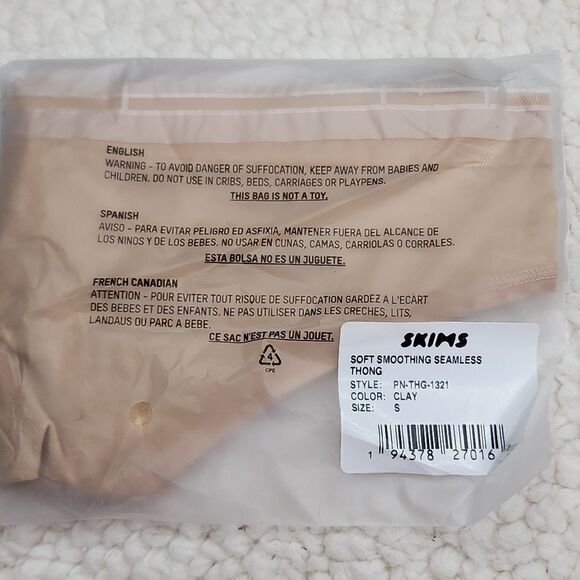 ENGLISH
WARNING - TO AVOID DANGER OF SUFFOCATION, KEEP AWAY FROM BABIES AND
CHILDREN. DO NOT USE IN CRIBS, BEDS, CARRIAGES OR PLAYPENS.
THIS BAG IS NOT A TOY.
SPANISH
AVISO - PARA EVITAR PELIGRO ED ASFIXIA, MANTENER FUERA DEL ALCANCE DE
LOS NINOS Y DE LOS BEBES. NO USAR EN CUNAS, CAMAS, CARRIOLAS O CORRALES.
ESTA BOLSA NO ES UN JUGUETE.
FRENCH CANADIAN
ATTENTION - POUR EVITER TOUT RISQUE DE SUFFOCATION GARDEZ A L'ECART
DES BEBES ET DES ENFANTS. NE PAS UTILISER DANS LES CRECHES, LITS,
LANDAUS OU PARC A BEBE.
CE SAC N'EST PAS UN JOUET.
4
CPE
SKIMS
SOFT SMOOTHING SEAMLESS
THONG
STYLE: PN-THG-1321
COLOR: CLAY
SIZE: S
1 94378 27016